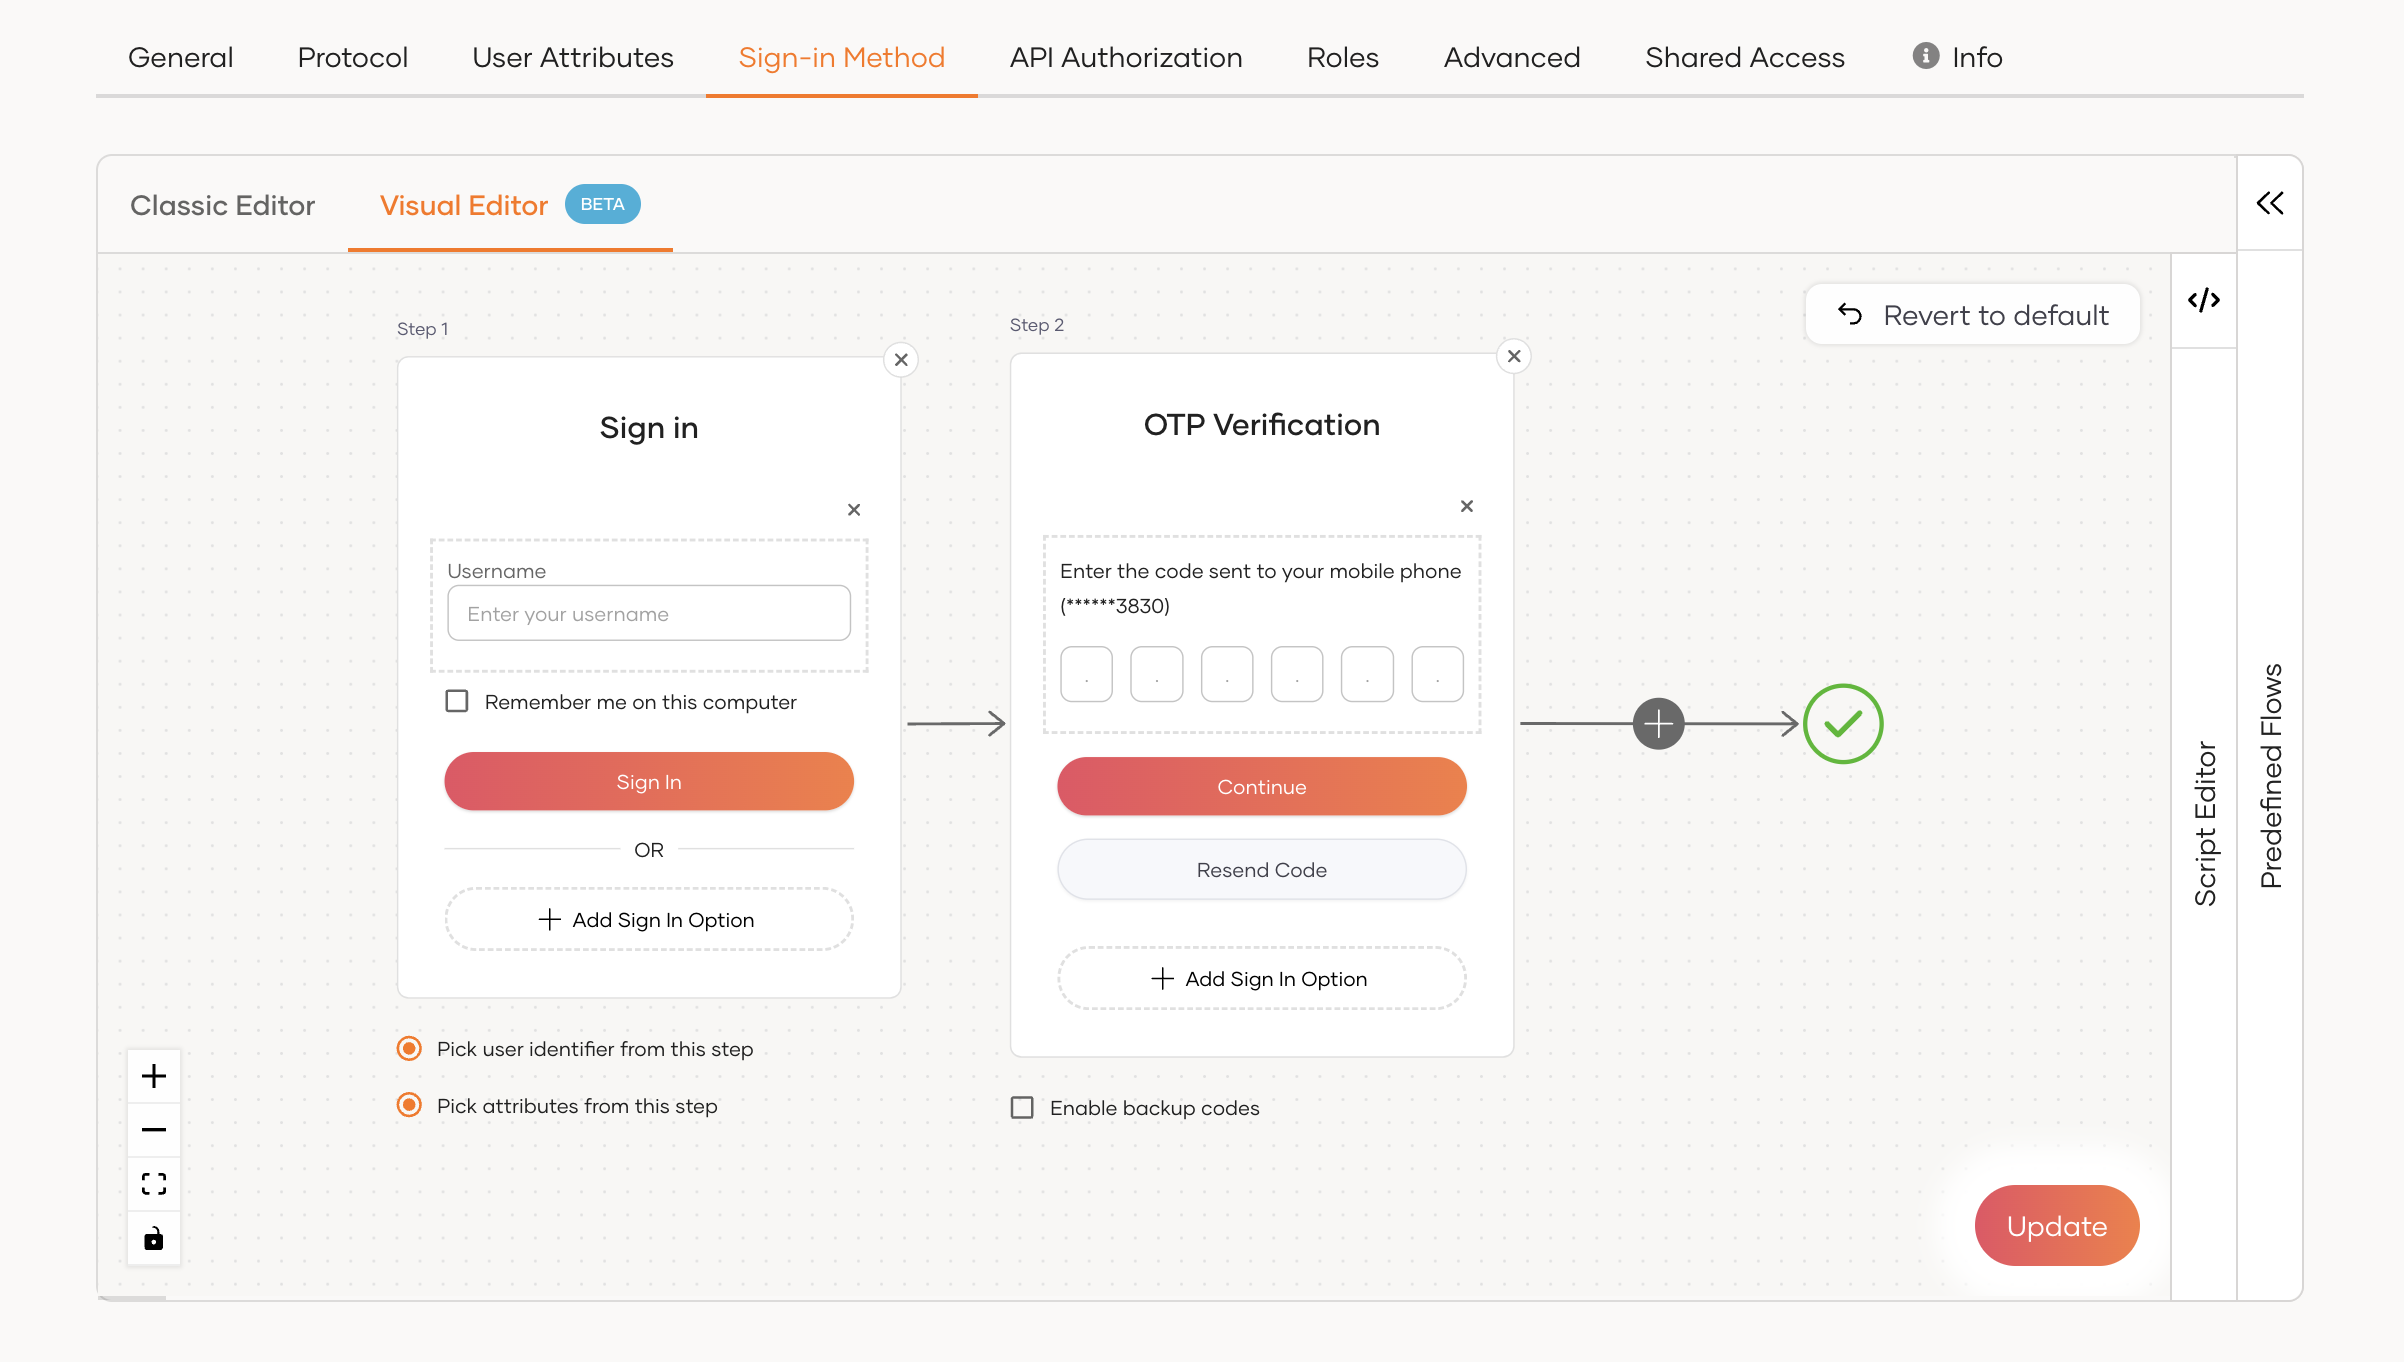 General Protocol User Attributes Sign-in Method API Authorization Roles Advanced Shared Access Info
Classic Editor Visual Editor BETA
Revert to default
Step 1
Sign in
Username
Enter your username
Remember me on this computer
Sign In
OR
Add Sign In Option
Pick user identifier from this step
Pick attributes from this step
Step 2
OTP Verification
Enter the code sent to your mobile phone
(******3830)
Continue
Resend Code
Add Sign In Option
Enable backup codes
Update
Script Editor
Predefined Flows